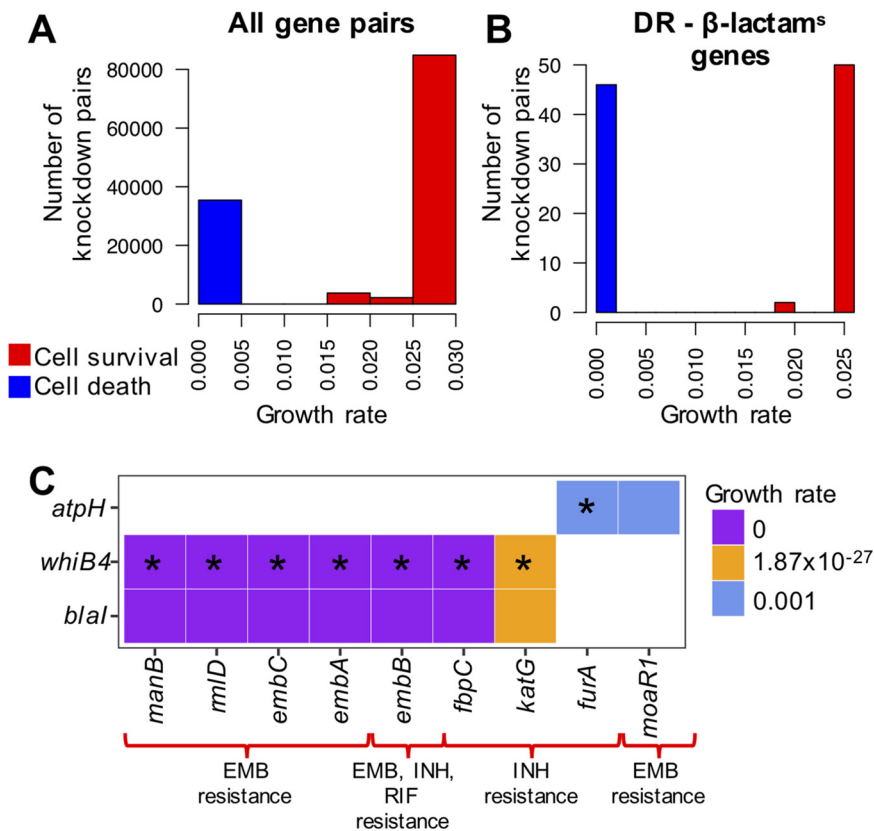 A
All gene pairs
Number of
knockdown pairs
80000
60000
40000
20000
0
0.000
0.005
0.010
0.015
0.020
0.025
0.030
Growth rate
B
DR - β-lactamˢ
genes
Number of
knockdown pairs
50
40
30
20
10
0
0.000
0.005
0.010
0.015
0.020
0.025
Growth rate
Cell survival
Cell death
C
atpH
whiB4
blaI
*
* * * * * * *
manB
rmlD
embC
embA
embB
fbpC
katG
furA
moaR1
EMB
resistance
EMB, INH,
RIF
resistance
INH
resistance
EMB
resistance
Growth rate
0
1.87x10⁻²⁷
0.001